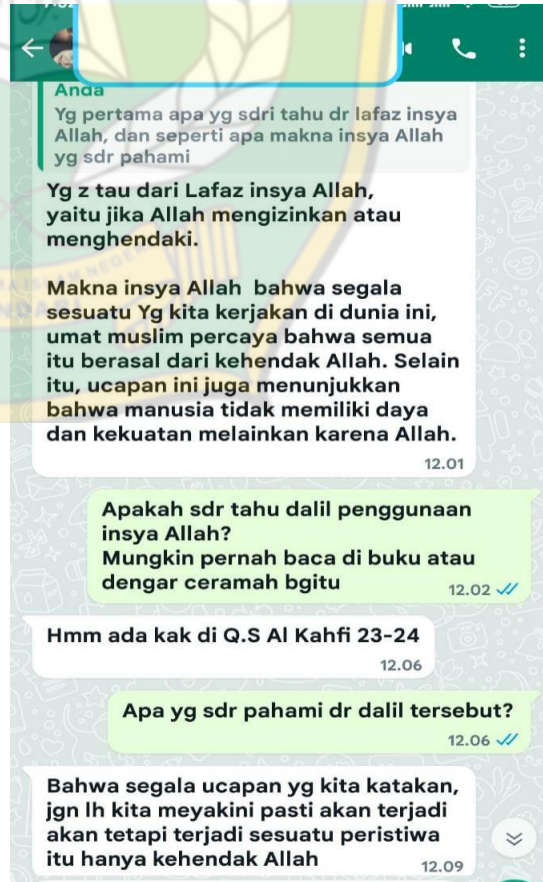 Anda
Yg pertama apa yg sdri tahu dr lafaz insya
Allah, dan seperti apa makna insya Allah
yg sdr pahami
Yg z tau dari Lafaz insya Allah,
yaitu jika Allah mengizinkan atau
menghendaki.
Makna insya Allah bahwa segala
sesuatu Yg kita kerjakan di dunia ini,
umat muslim percaya bahwa semua
itu berasal dari kehendak Allah. Selain
itu, ucapan ini juga menunjukkan
bahwa manusia tidak memiliki daya
dan kekuatan melainkan karena Allah.
12.01
Apakah sdr tahu dalil penggunaan
insya Allah?
Mungkin pernah baca di buku atau
dengar ceramah bgitu
12.02
Hmm ada kak di Q.S Al Kahfi 23-24
12.06
Apa yg sdr pahami dr dalil tersebut?
12.06
Bahwa segala ucapan yg kita katakan,
jgn lh kita meyakini pasti akan terjadi
akan tetapi terjadi sesuatu peristiwa
itu hanya kehendak Allah
12.09